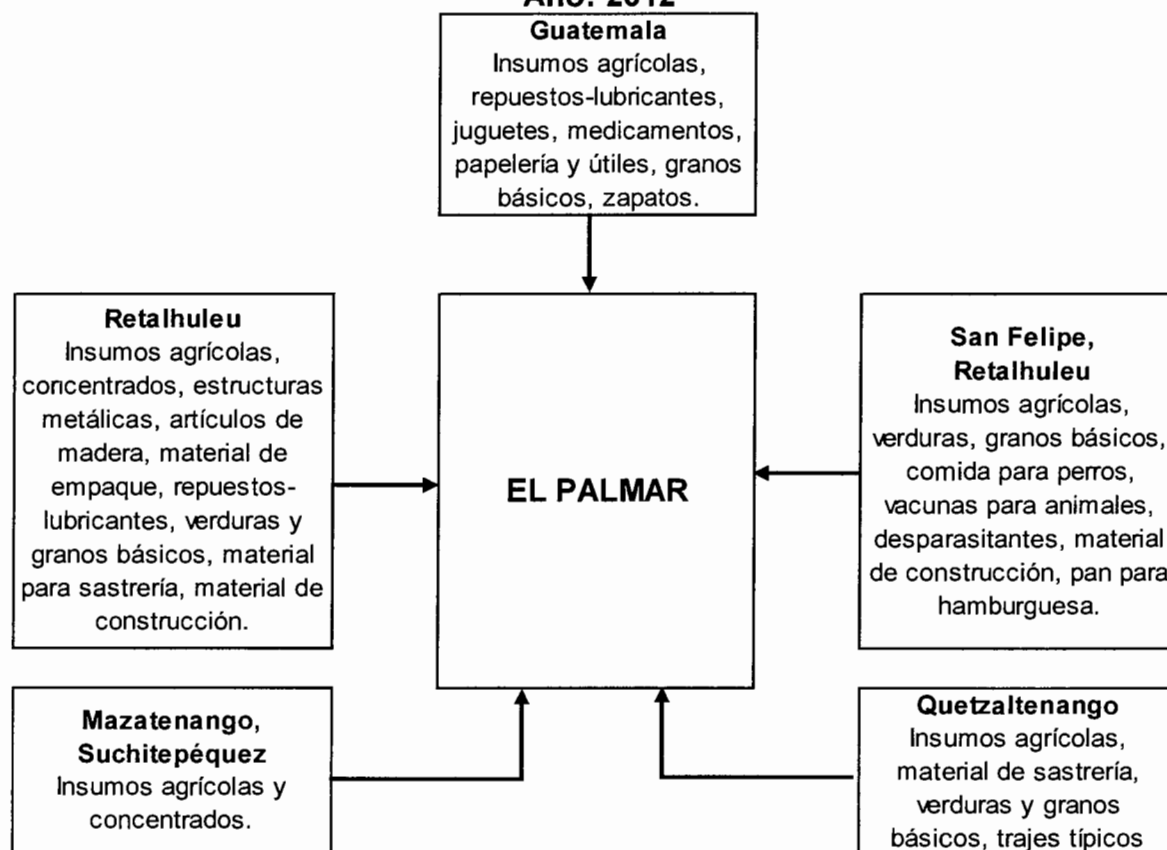 Año: 2012
Guatemala
Insumos agrícolas,
repuestos-lubricantes,
juguetes, medicamentos,
papelería y útiles, granos
básicos, zapatos.
Retalhuleu
Insumos agrícolas,
concentrados, estructuras
metálicas, artículos de
madera, material de
empaque, repuestos-
lubricantes, verduras y
granos básicos, material
para sastrería, material de
construcción.
EL PALMAR
San Felipe,
Retalhuleu
Insumos agrícolas,
verduras, granos básicos,
comida para perros,
vacunas para animales,
desparasitantes, material
de construcción, pan para
hamburguesa.
Mazatenango,
Suchitepéquez
Insumos agrícolas y
concentrados.
Quetzaltenango
Insumos agrícolas,
material de sastrería,
verduras y granos
básicos, trajes típicos